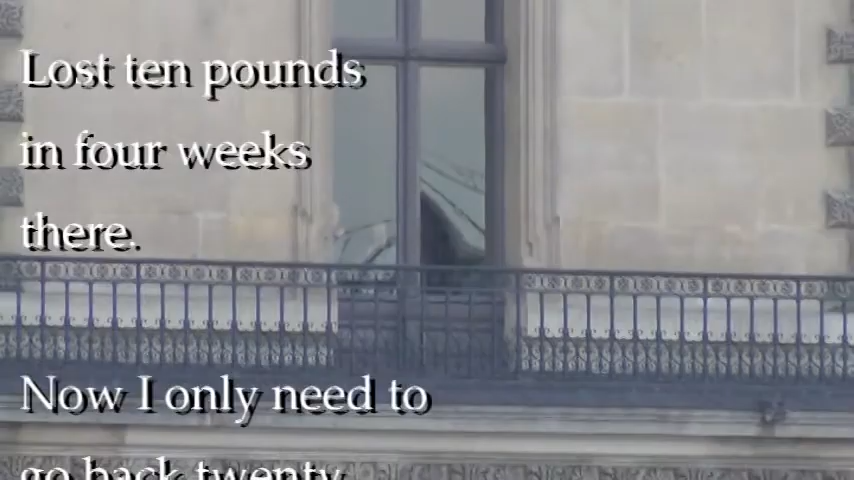 Lost ten pounds
in four weeks
there.
Now I only need to
go back twenty